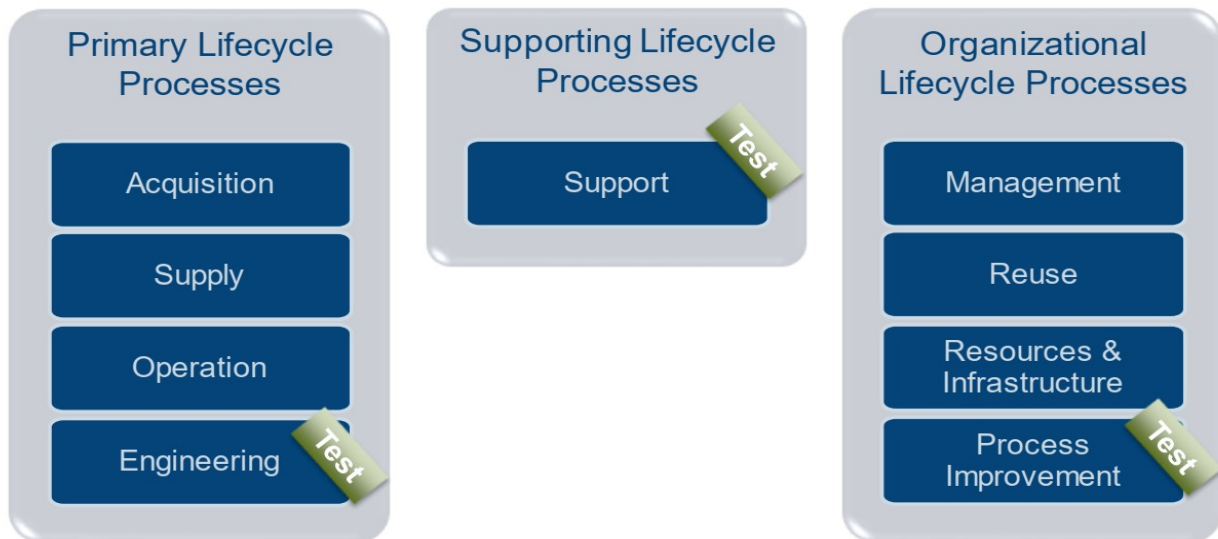 Primary Lifecycle
Processes
Acquisition
Supply
Operation
Engineering
Test
Supporting Lifecycle
Processes
Support
Test
Organizational
Lifecycle Processes
Management
Reuse
Resources &
Infrastructure
Process
Improvement
Test